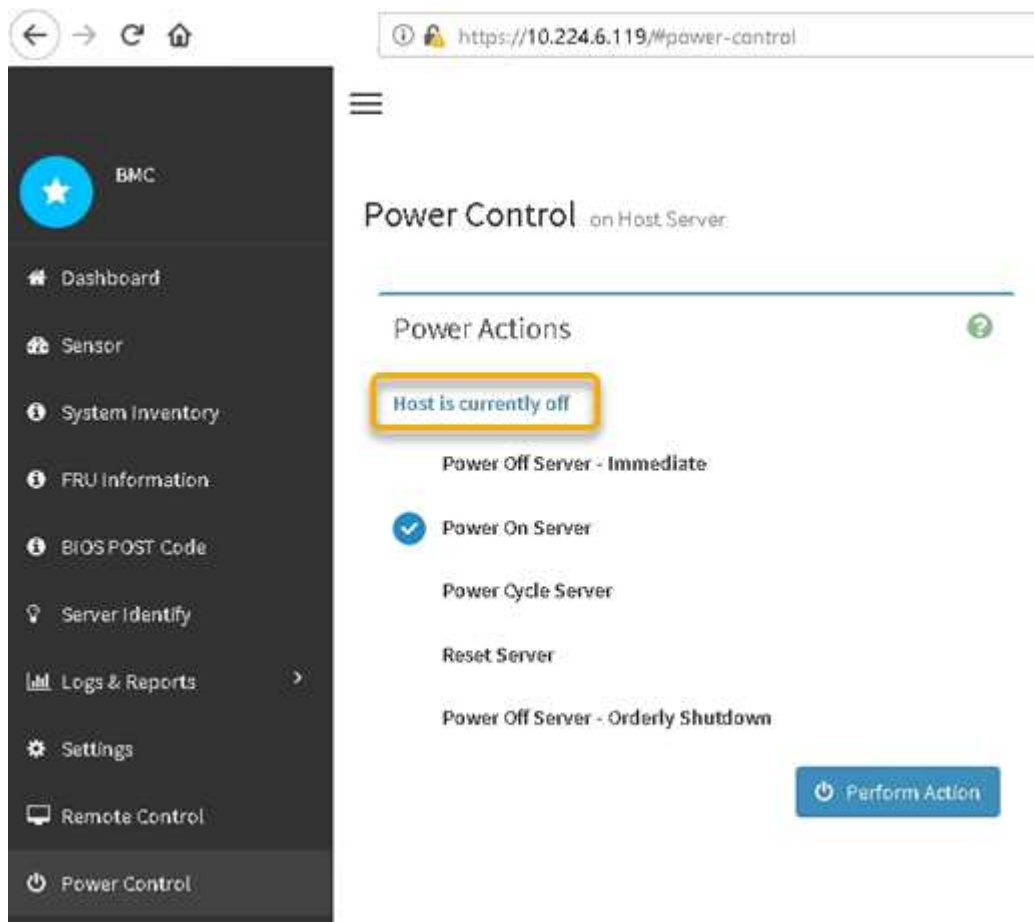 https://10.224.6.119/#power-control
BMC
Power Control on Host Server
Dashboard
Power Actions
Sensor
Host is currently off
System Inventory
Power Off Server - Immediate
FRU Information
Power On Server
BIOS POST Code
Power Cycle Server
Server Identify
Reset Server
Logs & Reports
Power Off Server - Orderly Shutdown
Settings
Perform Action
Remote Control
Power Control